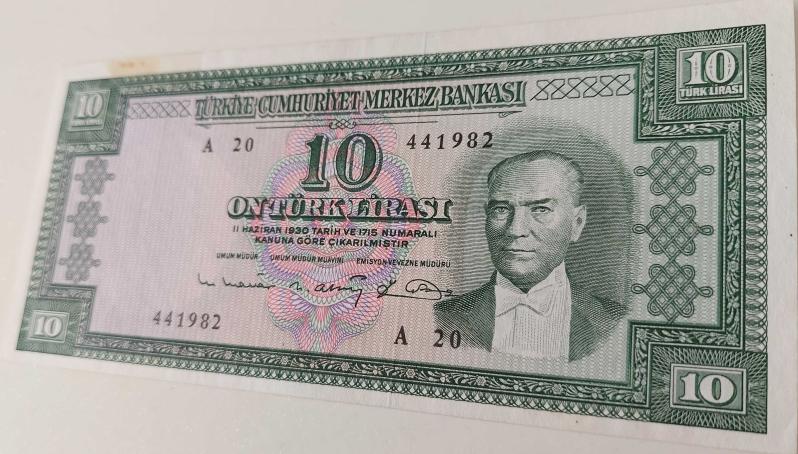 10
TÜRKİYE CUMHURİYET MERKEZ BANKASI
10
TÜRK LİRASI
A 20
441982
10
ON TÜRK LİRASI
11 HAZİRAN 1930 TARİH VE 1715 NUMARALI
KANUNA GÖRE ÇIKARILMIŞTIR
UMUM MÜDÜR UMUM MÜDÜR MUAVİNİ EMİSYON VE VEZNE MÜDÜRÜ
441982
A 20
10
10